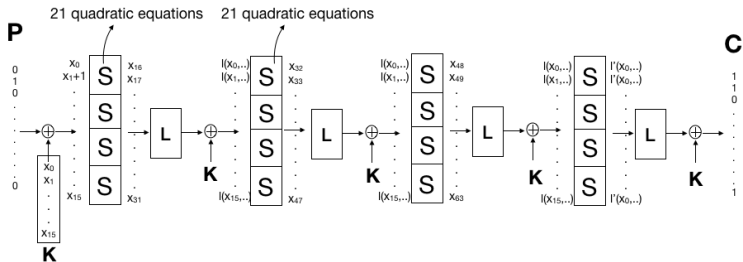 21 quadratic equations
21 quadratic equations
P
C
0
1
0
0
x0
x1+1
x15
S
S
S
S
x16
x17
x31
L
K
x0
x1
x15
K
l(x0,..)
l(x1,..)
l(x15,..)
S
S
S
S
x32
x33
x47
L
K
l(x0,..)
l(x1,..)
l(x15,..)
S
S
S
S
x48
x49
x63
L
K
l(x0,..)
l(x1,..)
l(x15,..)
S
S
S
S
l'(x0,..)
l'(x0,..)
l'(x0,..)
L
K
1
1
0
1